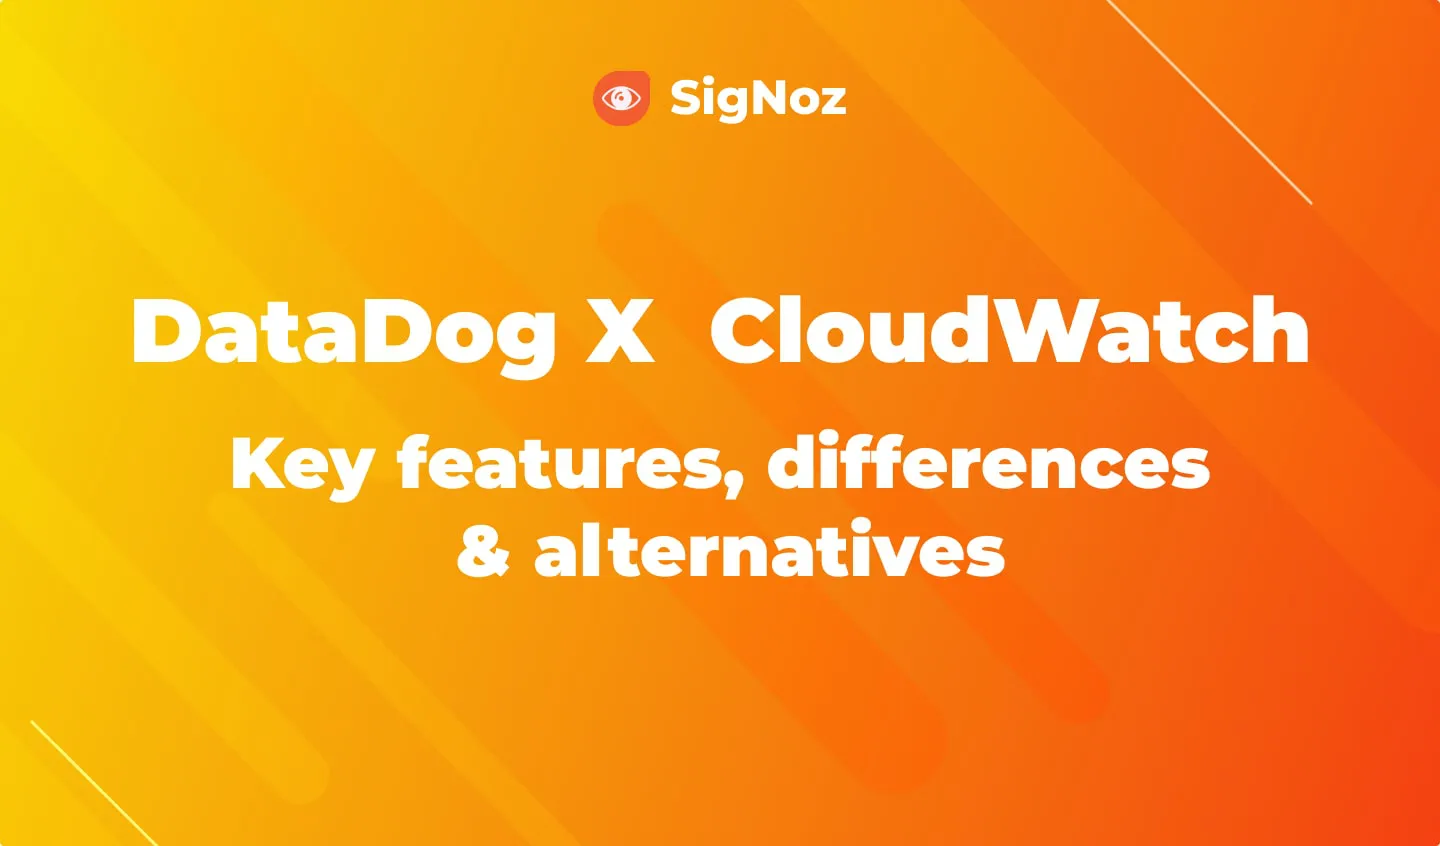 SigNoz
DataDog X CloudWatch
Key features, differences
& alternatives